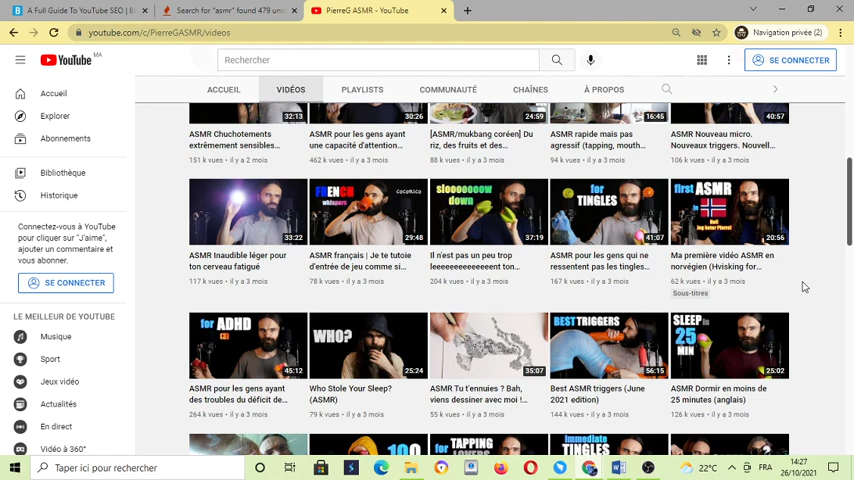 A Full Guide To YouTube SEO | B
Search for "asmr" found 479 un
PierreG ASMR - YouTube
youtube.com/c/PierreGASMR/videos
Navigation privée (2)
YouTube MA
Rechercher
SE CONNECTER
ACCUEIL VIDÉOS PLAYLISTS COMMUNAUTÉ CHAÎNES À PROPOS
Accueil
Explorer
Abonnements
Bibliothèque
Historique
Connectez-vous à YouTube
pour cliquer sur "J'aime",
ajouter un commentaire et
vous abonner.
SE CONNECTER
LE MEILLEUR DE YOUTUBE
Musique
Sport
Jeux vidéo
Actualités
En direct
Vidéo à 360°
32:13
ASMR Chuchotements
extrêmement sensibles...
151 k vues • il y a 2 mois
30:26
ASMR pour les gens ayant
une capacité d'attention...
462 k vues • il y a 3 mois
24:59
[ASMR/mukbang coréen] Du
riz, des fruits et des...
88 k vues • il y a 3 mois
16:45
ASMR rapide mais pas
agressif (tapping, mouth...
94 k vues • il y a 3 mois
40:57
ASMR Nouveau micro.
Nouveaux triggers. Nouvell...
106 k vues • il y a 3 mois
33:22
ASMR Inaudible léger pour
ton cerveau fatigué
117 k vues • il y a 3 mois
FRENCH
whispers
COCORICO
29:48
ASMR français | Je te tutoie
d'entrée de jeu comme si...
78 k vues • il y a 3 mois
slooooooow
down
37:19
Il n'est pas un peu trop
leeeeeeeeeeeeent ton...
204 k vues • il y a 3 mois
for
TINGLES
41:07
ASMR pour les gens qui ne
ressentent pas les tingles...
167 k vues • il y a 3 mois
first ASMR
in
Hei!
Jeg heter Pierre!
20:56
Ma première vidéo ASMR en
norvégien (Hvisking for...
62 k vues • il y a 3 mois
Sous-titres
for ADHD
(3)
45:12
ASMR pour les gens ayant
des troubles du déficit de...
264 k vues • il y a 3 mois
WHO?
25:24
Who Stole Your Sleep?
(ASMR)
79 k vues • il y a 3 mois
35:07
ASMR Tu t'ennuies ? Bah,
viens dessiner avec moi !...
55 k vues • il y a 3 mois
BEST TRIGGERS
56:15
Best ASMR triggers (June
2021 edition)
144 k vues • il y a 3 mois
SLEEP in
25
MIN
25:02
ASMR Dormir en moins de
25 minutes (anglais)
126 k vues • il y a 3 mois
100
for TAPPING
LOVERS
Immediate
TINGLES
?
Taper ici pour rechercher
22°C
FRA
14:27
26/10/2021